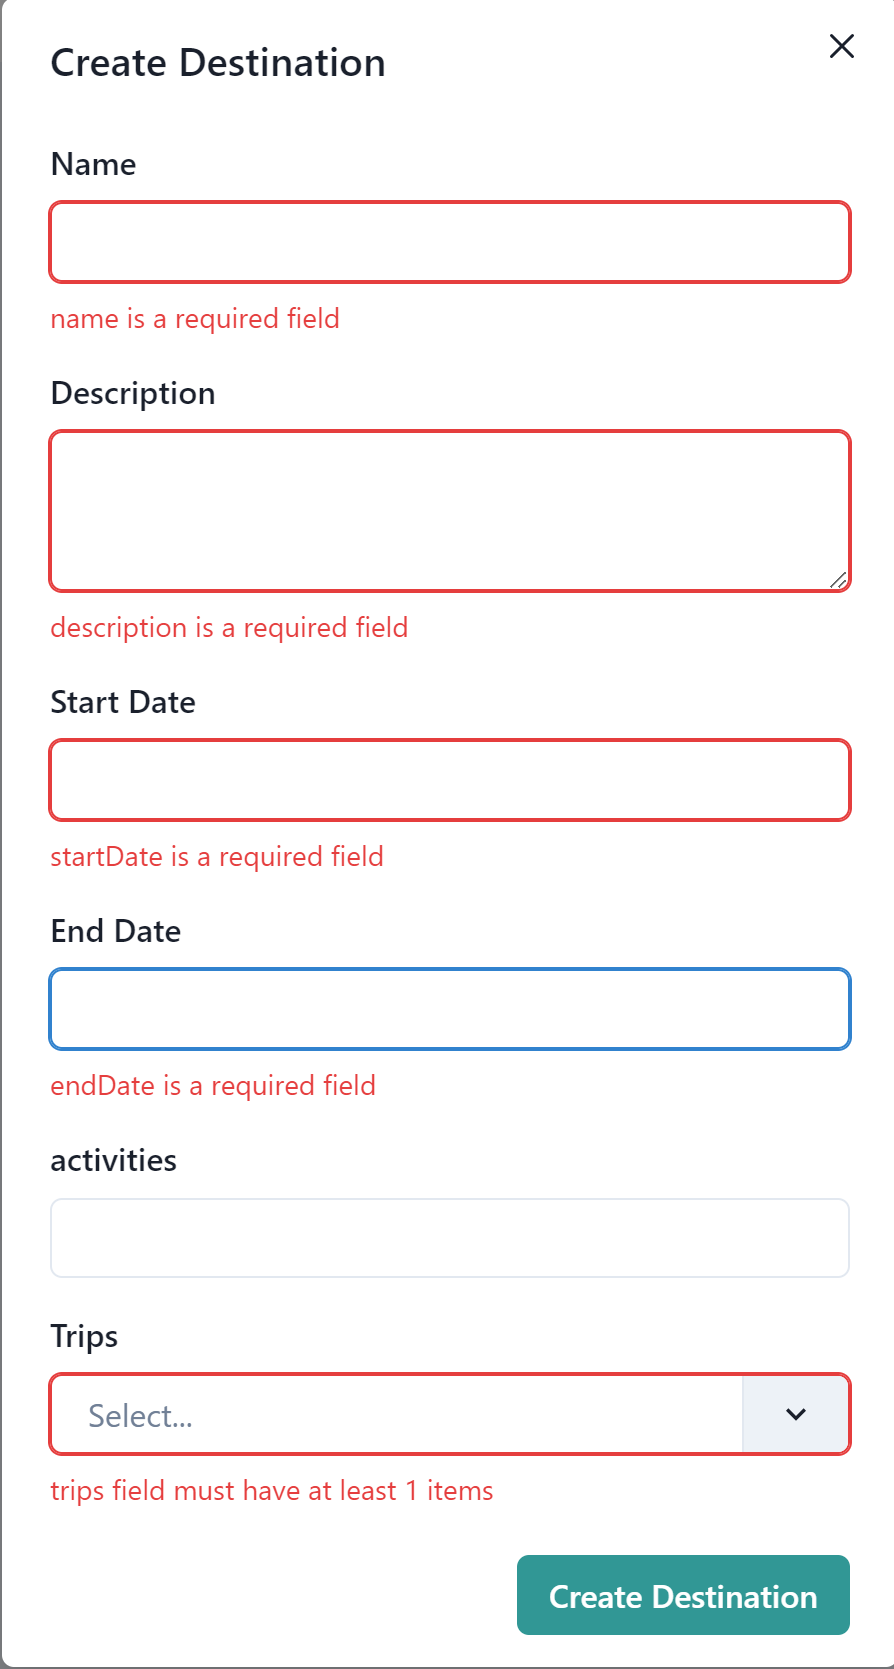 Create Destination
Name
name is a required field
Description
description is a required field
Start Date
startDate is a required field
End Date
endDate is a required field
activities
Trips
Select...
trips field must have at least 1 items
Create Destination